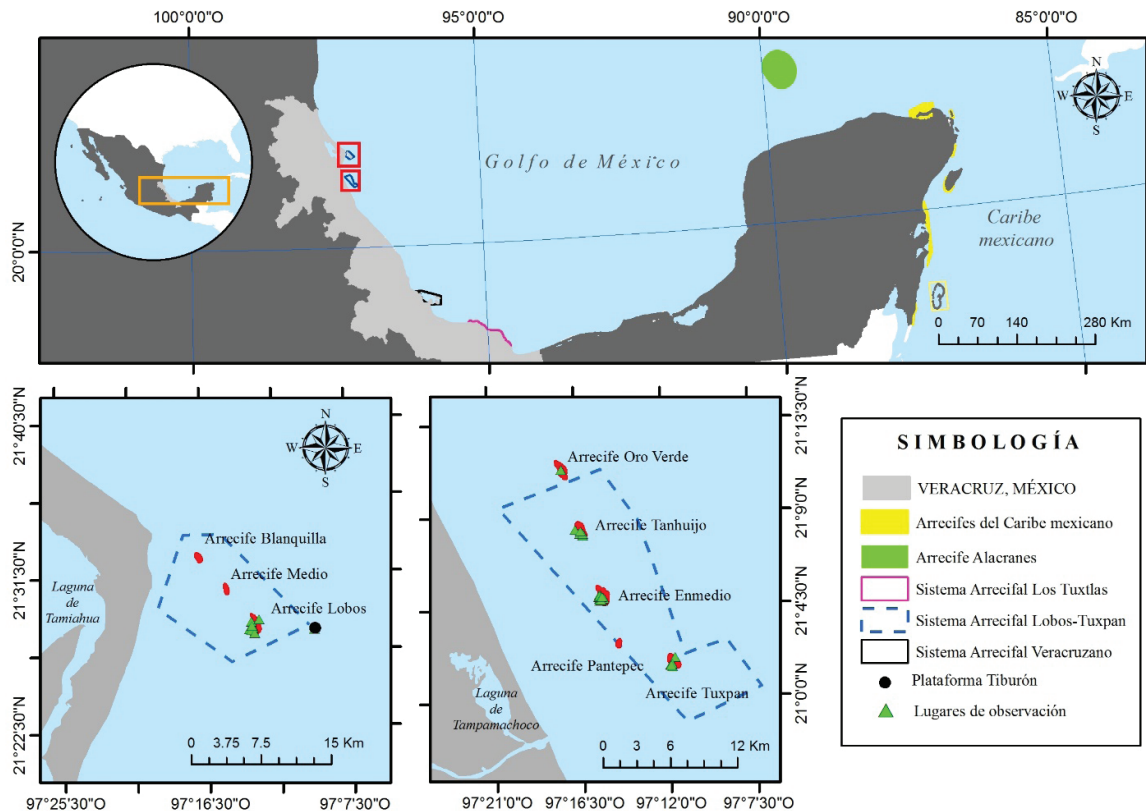 100°0'0"O
95°0'0"O
90°0'0"O
85°0'0"O
20°0'0"N
N
W
E
S
Golfo de México
Caribe
mexicano
0 70 140 280 Km
21°40'30"N
21°31'30"N
21°22'30"N
N
W
E
S
Arrecife Blanquilla
Arrecife Medio
Arrecife Lobos
Laguna
de
Tamiahua
0 3.75 7.5 15 Km
97°25'30"O
97°16'30"O
97°7'30"O
Arrecife Oro Verde
Arrecife Tanhuijo
Arrecife Enmedio
Arrecife Pantepec
Arrecife Tuxpan
Laguna
de
Tampamachoco
0 3 6 12 Km
21°13'30"N
21°9'0"N
21°4'30"N
21°0'0"N
97°21'0"O
97°16'30"O
97°12'0"O
97°7'30"O
SIMBOLOGÍA
VERACRUZ, MÉXICO
Arrecifes del Caribe mexicano
Arrecife Alacranes
Sistema Arrecifal Los Tuxtlas
Sistema Arrecifal Lobos-Tuxpan
Sistema Arrecifal Veracruzano
Plataforma Tiburón
Lugares de observación